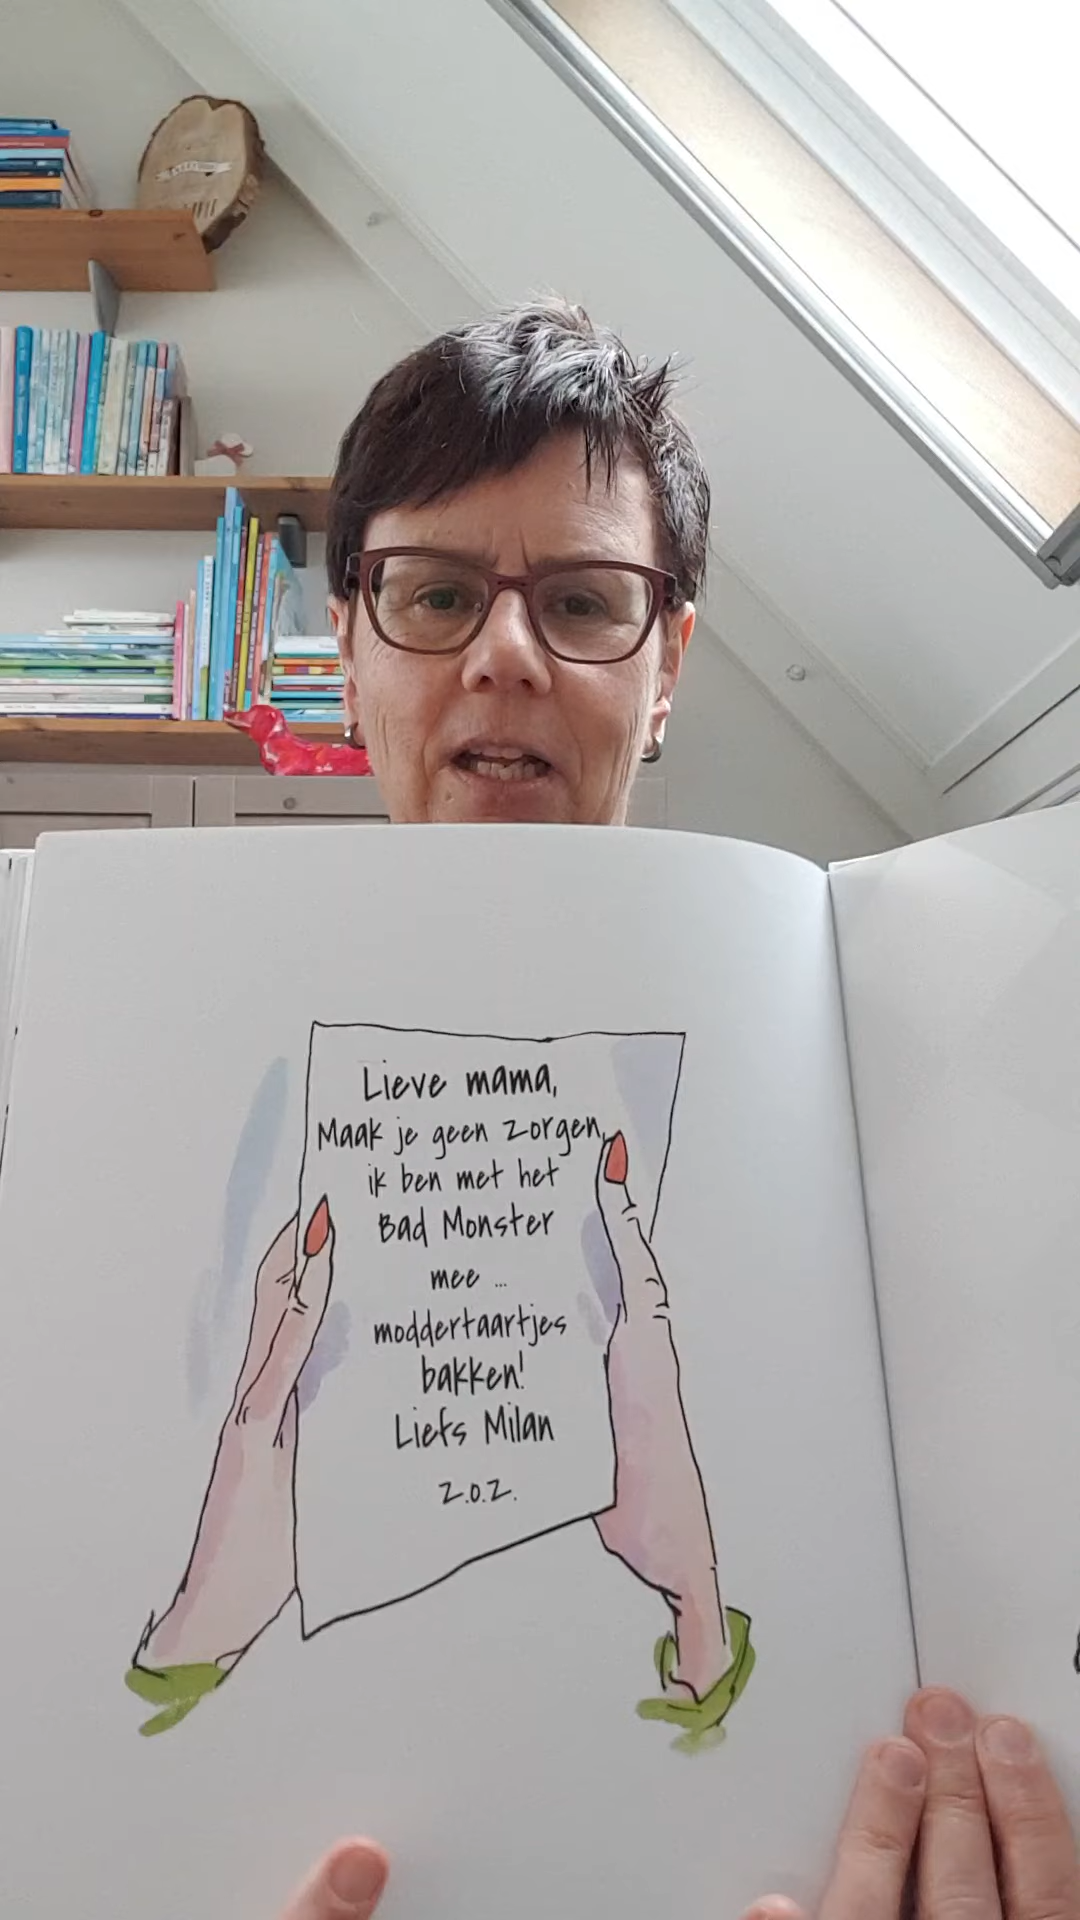 Lieve mama,
Maak je geen zorgen,
ik ben met het
Bad Monster
mee ...
moddertaartjes
bakken!
Liefs Milan
Z.O.Z.